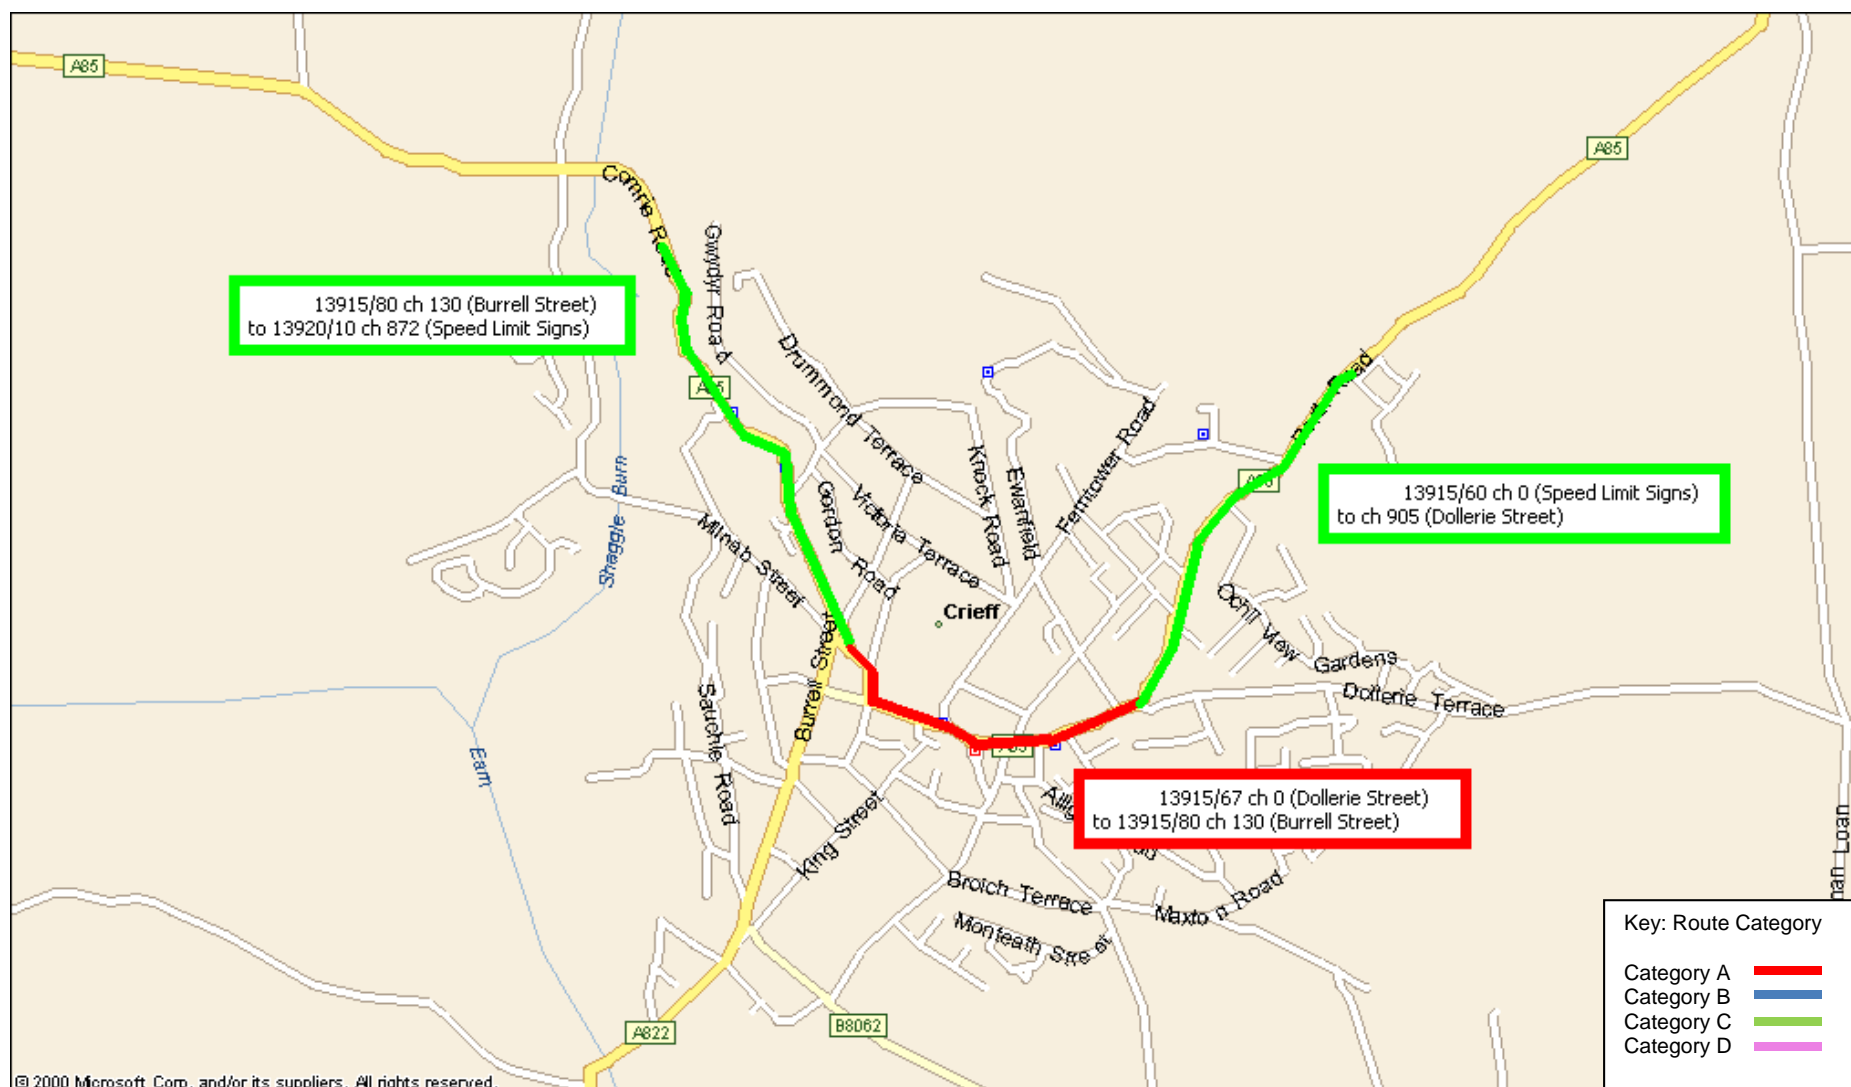 A85
A85
Comrie Road
Gwydyr Road
13915/80 ch 130 (Burrell Street)
to 13920/10 ch 872 (Speed Limit Signs)
Drummond Terrace
A85
Road
Knock Road
Ewanfield
Ferntower Road
13915/60 ch 0 (Speed Limit Signs)
to ch 905 (Dollerie Street)
Gordon Road
Victoria Terrace
Milnab Street
Shaggle Burn
Crieff
Ochil View Gardens
Dollerie Terrace
Burrell Street
Sauchie Road
Earn
A85
13915/67 ch 0 (Dollerie Street)
to 13915/80 ch 130 (Burrell Street)
King Street
Broich Terrace
Maxton Road
Monteath Street
Loan
A822
B8062
Key: Route Category
Category A
Category B
Category C
Category D
© 2000 Microsoft Corp. and/or its suppliers. All rights reserved.